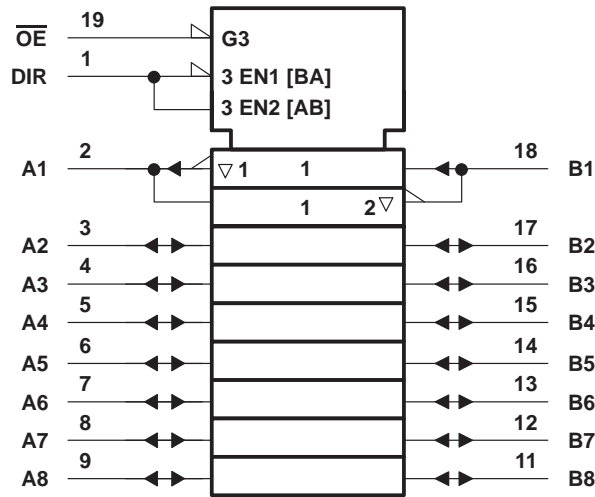 OE 19 G3
DIR 1 3 EN1 [BA]
3 EN2 [AB]
A1 2 ▽ 1 1 18 B1
1 2 ▽
A2 3 17 B2
A3 4 16 B3
A4 5 15 B4
A5 6 14 B5
A6 7 13 B6
A7 8 12 B7
A8 9 11 B8